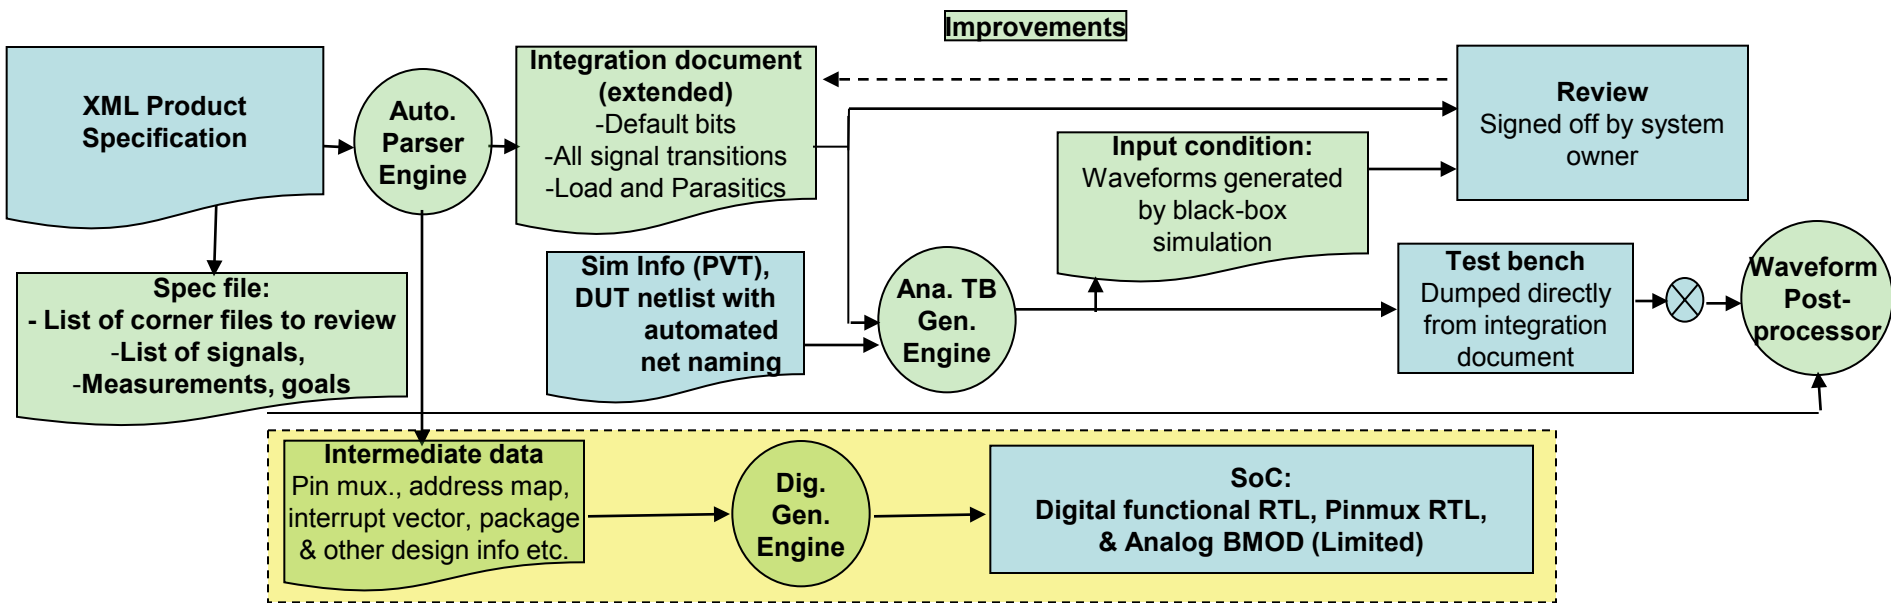 Improvements
XML Product
Specification
Auto.
Parser
Engine
Integration document
(extended)
-Default bits
-All signal transitions
-Load and Parasitics
Review
Signed off by system
owner
Input condition:
Waveforms generated
by black-box
simulation
Spec file:
- List of corner files to review
-List of signals,
-Measurements, goals
Sim Info (PVT),
DUT netlist with
automated
net naming
Ana. TB
Gen.
Engine
Test bench
Dumped directly
from integration
document
Waveform
Post-
processor
Intermediate data
Pin mux., address map,
interrupt vector, package
& other design info etc.
Dig.
Gen.
Engine
SoC:
Digital functional RTL, Pinmux RTL,
& Analog BMOD (Limited)